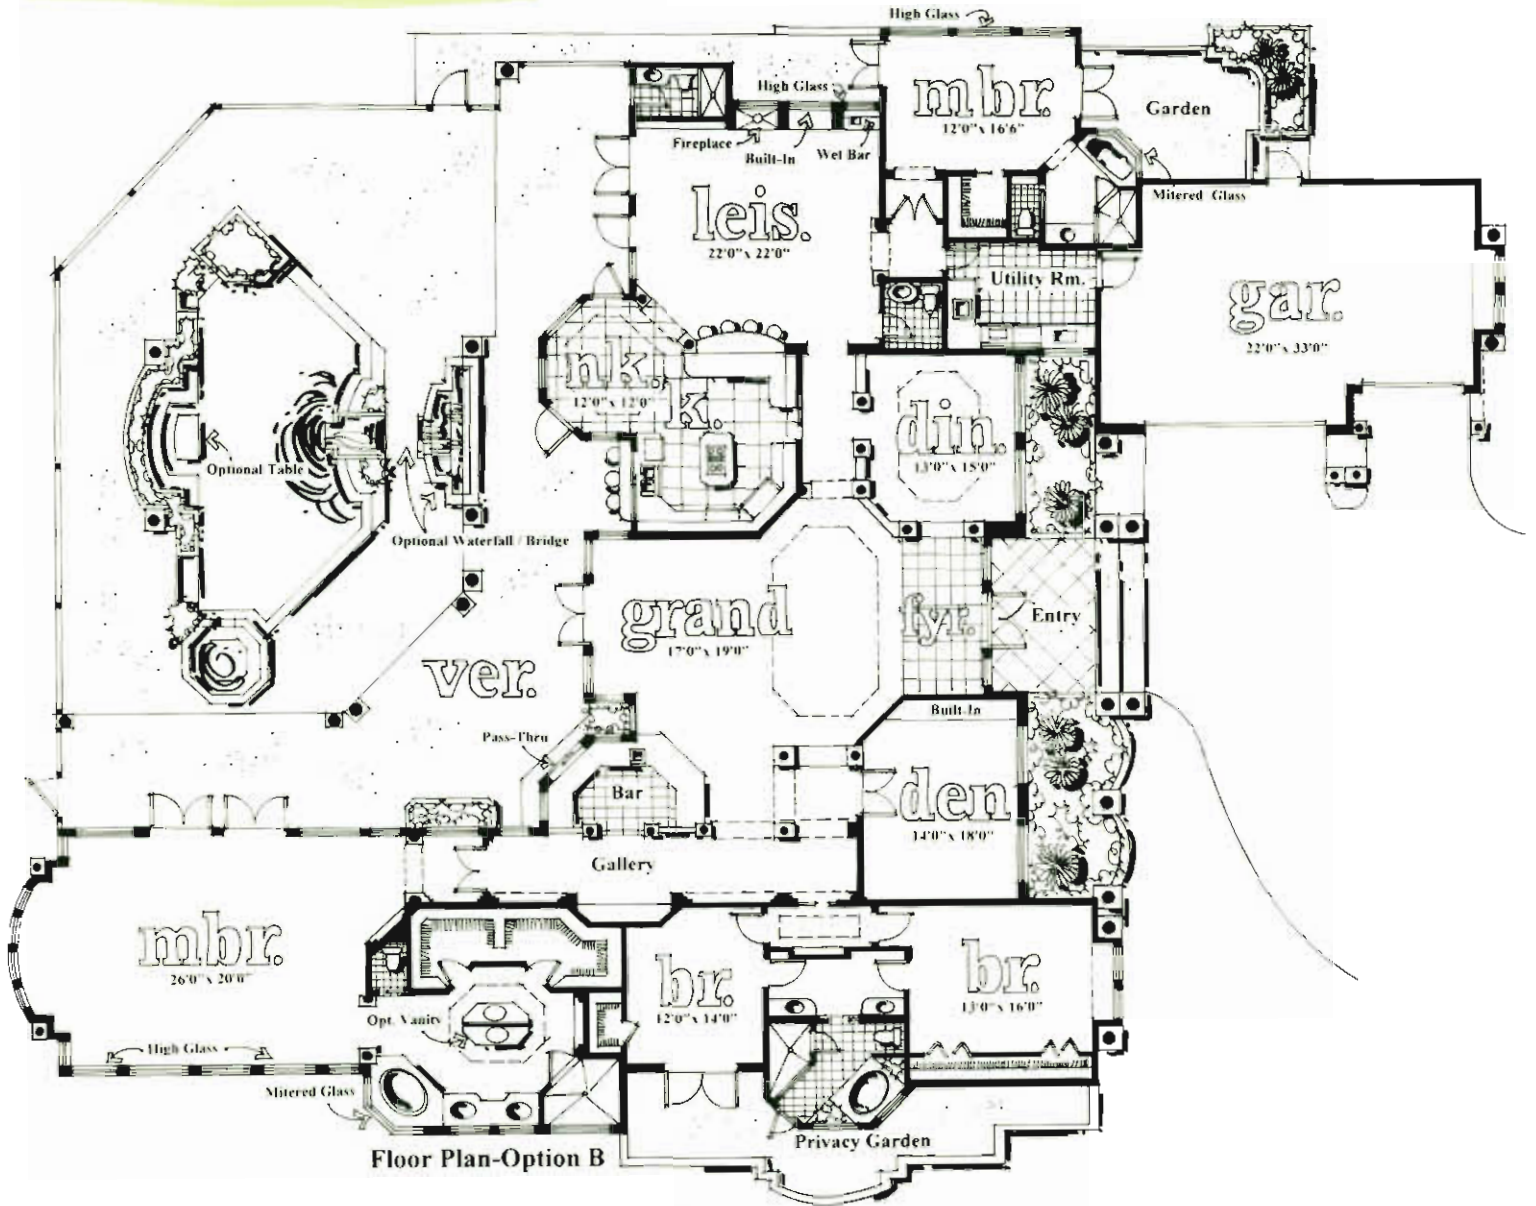 High Glass
mbr.
12'0" x 16'6"
Garden
High Glass
Fireplace
Built-In
Wet Bar
Mitered Glass
leis.
22'0" x 22'0"
Utility Rm.
gar.
22'0" x 33'0"
nk.
12'0" x 12'0"
k.
din.
13'0" x 15'0"
Optional Table
Optional Waterfall / Bridge
grand
17'0" x 19'0"
fyr.
Entry
ver.
Built-In
Pass-Thru
Bar
den
14'0" x 18'0"
Gallery
mbr.
26'0" x 20'0"
br.
12'0" x 14'0"
br.
13'0" x 16'0"
Opt. Vanity
High Glass
Mitered Glass
Privacy Garden
Floor Plan-Option B